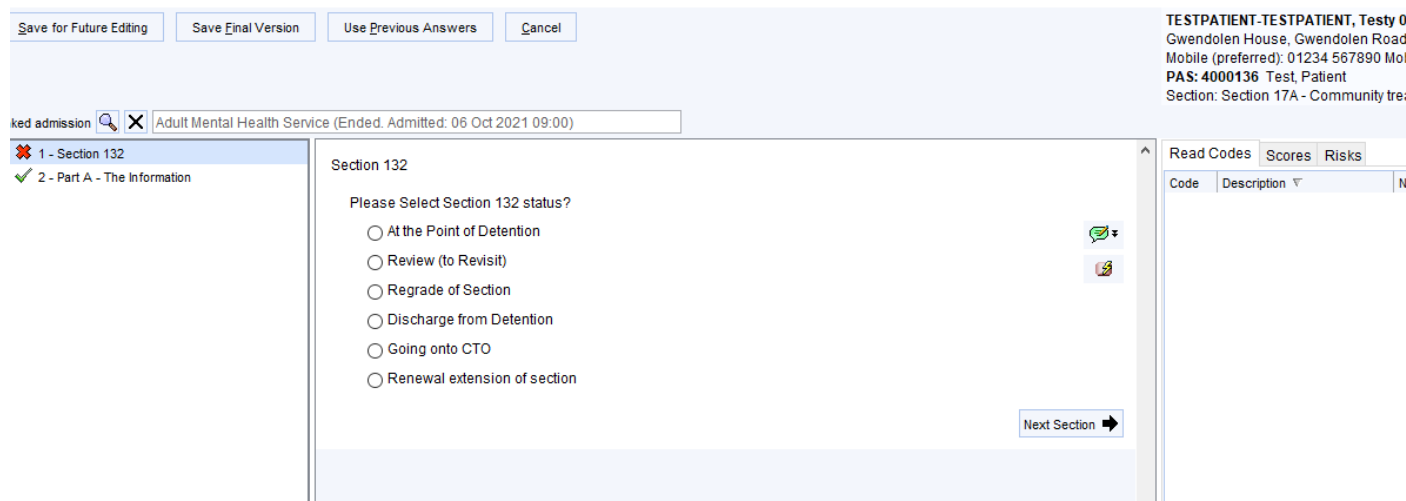 Save for Future Editing
Save Final Version
Use Previous Answers
Cancel
TESTPATIENT-TESTPATIENT, Testy
Gwendolen House, Gwendolen Road
Mobile (preferred): 01234 567890
PAS: 4000136 Test, Patient
Section: Section 17A - Community
admission
Adult Mental Health Service (Ended. Admitted: 06 Oct 2021 09:00)
1 - Section 132
2 - Part A - The Information
Section 132
Please Select Section 132 status?
At the Point of Detention
Review (to Revisit)
Regrade of Section
Discharge from Detention
Going onto CTO
Renewal extension of section
Next Section
Read Codes
Scores
Risks
Code
Description